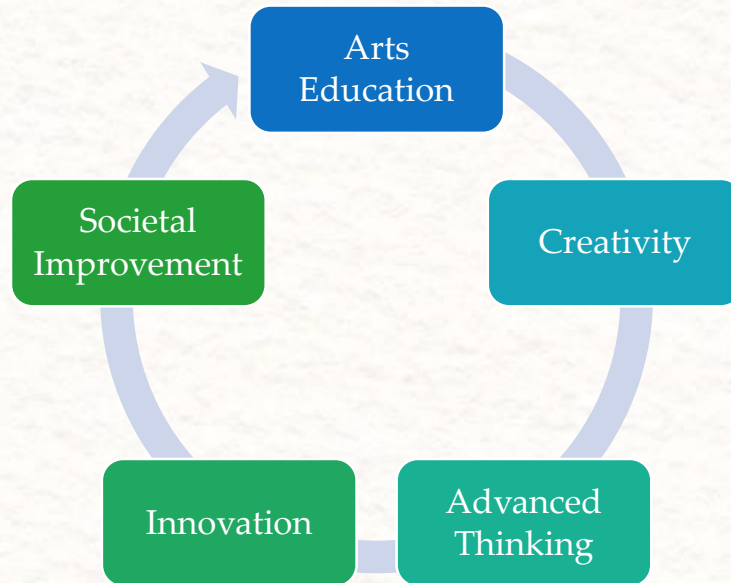 Arts
Education
Creativity
Advanced
Thinking
Innovation
Societal
Improvement